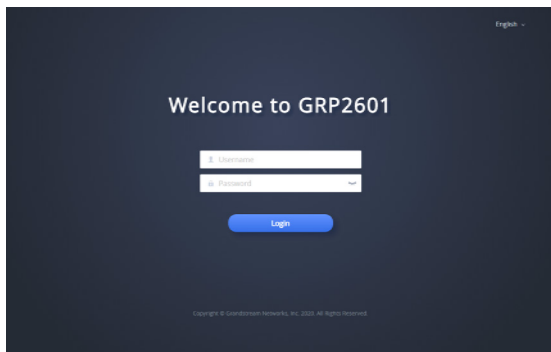 English
Welcome to GRP2601
Username
Password
Login
Copyright © Grandstream Networks, Inc. 2020. All Rights Reserved.